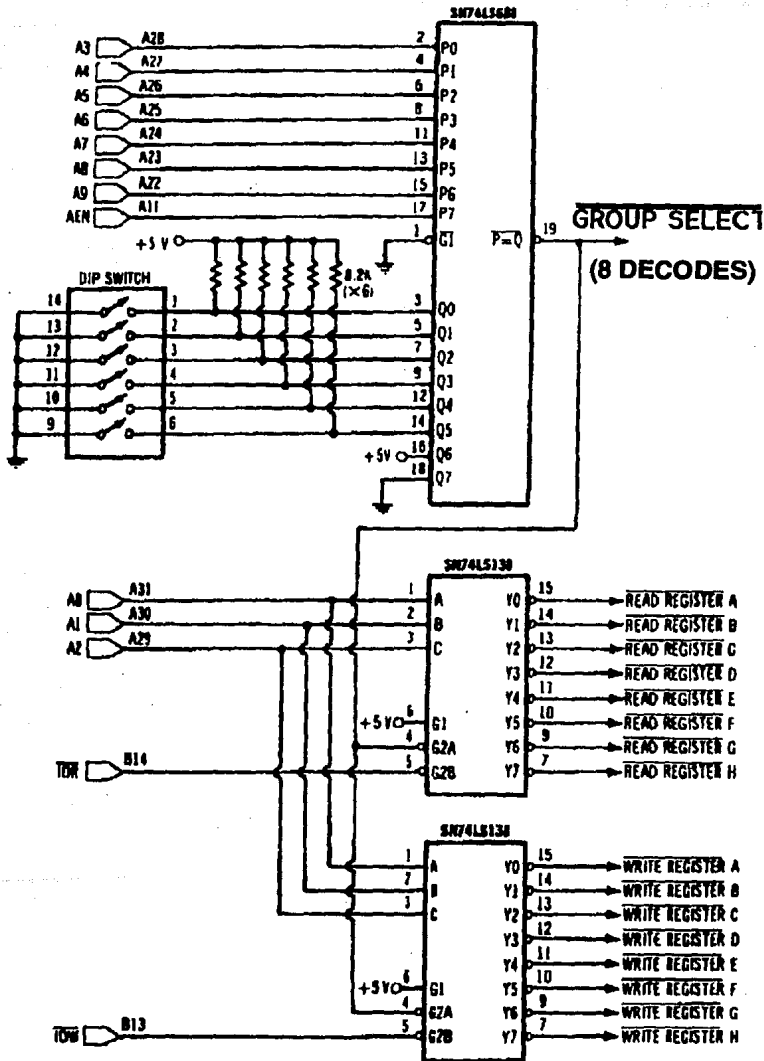 SN74LS688
A3 A28 2 P0
A4 A27 4 P1
A5 A26 6 P2
A6 A25 8 P3
A7 A24 11 P4
A8 A23 13 P5
A9 A22 15 P6
AEN A11 17 P7
+5V 1 G1 P=Q 19 GROUP SELECT
(8 DECODES)
8.2K
(×6)
DIP SWITCH
14 1 3 Q0
13 2 5 Q1
12 3 7 Q2
11 4 9 Q3
10 5 12 Q4
9 6 14 Q5
+5V 16 Q6
18 Q7
SN74LS138
A0 A31 1 A Y0 15 READ REGISTER A
A1 A30 2 B Y1 14 READ REGISTER B
A2 A29 3 C Y2 13 READ REGISTER C
Y3 12 READ REGISTER D
Y4 11 READ REGISTER E
+5V 6 G1 Y5 10 READ REGISTER F
4 G2A Y6 9 READ REGISTER G
IOR B14 5 G2B Y7 7 READ REGISTER H
SN74LS138
1 A Y0 15 WRITE REGISTER A
2 B Y1 14 WRITE REGISTER B
3 C Y2 13 WRITE REGISTER C
Y3 12 WRITE REGISTER D
Y4 11 WRITE REGISTER E
+5V 6 G1 Y5 10 WRITE REGISTER F
4 G2A Y6 9 WRITE REGISTER G
IOW B13 5 G2B Y7 7 WRITE REGISTER H